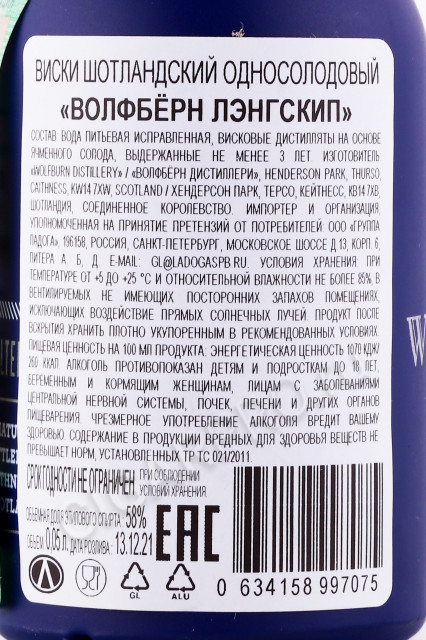 ВИСКИ ШОТЛАНДСКИЙ ОДНОСОЛОДОВЫЙ
«ВОЛФБЁРН ЛЭНГСКИП»
СОСТАВ ВОДА ПИТЬЕВАЯ ИСПРАВЛЕННАЯ, ВИСКОВЫЕ ДИСТИЛЛЯТЫ НА ОСНОВЕ
ЯЧМЕННОГО СОЛОДА, ВЫДЕРЖАННЫЕ НЕ МЕНЕЕ 3 ЛЕТ. ИЗГОТОВИТЕЛЬ
«WOLFBURN DISTILLERY» / «ВОЛФБЁРН ДИСТИЛЛЕРИ», HENDERSON PARK, THURSO,
CAITHNESS, KW14 7XW, SCOTLAND / ХЕНДЕРСОН ПАРК, ТЕРСО, КЕЙТНЕСС, КВ14 7ХВ,
ШОТЛАНДИЯ, СОЕДИНЕННОЕ КОРОЛЕВСТВО. ИМПОРТЕР И ОРГАНИЗАЦИЯ,
УПОЛНОМОЧЕННАЯ НА ПРИНЯТИЕ ПРЕТЕНЗИЙ ОТ ПОТРЕБИТЕЛЕЙ ООО «ГРУППА
ЛАДОГА», 196158, РОССИЯ, САНКТ-ПЕТЕРБУРГ, МОСКОВСКОЕ ШОССЕ Д.13, КОРП. 6,
ЛИТЕРА А, Б, Д. E-MAIL: GL@LADOGASPB.RU. УСЛОВИЯ ХРАНЕНИЯ: ПРИ
ТЕМПЕРАТУРЕ ОТ +5 ДО +25 °С И ОТНОСИТЕЛЬНОЙ ВЛАЖНОСТИ НЕ БОЛЕЕ 85%, В
ВЕНТИЛИРУЕМЫХ НЕ ИМЕЮЩИХ ПОСТОРОННИХ ЗАПАХОВ ПОМЕЩЕНИЯХ,
ИСКЛЮЧАЮЩИХ ВОЗДЕЙСТВИЕ ПРЯМЫХ СОЛНЕЧНЫХ ЛУЧЕЙ. ПРОДУКТ ПОСЛЕ
ВСКРЫТИЯ ХРАНИТЬ ПЛОТНО УКУПОРЕННЫМ В РЕКОМЕНДОВАННЫХ УСЛОВИЯХ.
ПИЩЕВАЯ ЦЕННОСТЬ НА 100 МЛ ПРОДУКТА: ЭНЕРГЕТИЧЕСКАЯ ЦЕННОСТЬ 1070 КДЖ/
260 ККАЛ. АЛКОГОЛЬ ПРОТИВОПОКАЗАН ДЕТЯМ И ПОДРОСТКАМ ДО 18 ЛЕТ,
БЕРЕМЕННЫМ И КОРМЯЩИМ ЖЕНЩИНАМ, ЛИЦАМ С ЗАБОЛЕВАНИЯМИ
ЦЕНТРАЛЬНОЙ НЕРВНОЙ СИСТЕМЫ, ПОЧЕК, ПЕЧЕНИ И ДРУГИХ ОРГАНОВ
ПИЩЕВАРЕНИЯ. ЧРЕЗМЕРНОЕ УПОТРЕБЛЕНИЕ АЛКОГОЛЯ ВРЕДИТ ВАШЕМУ
ЗДОРОВЬЮ. СОДЕРЖАНИЕ В ПРОДУКЦИИ ВРЕДНЫХ ДЛЯ ЗДОРОВЬЯ ВЕЩЕСТВ НЕ
ПРЕВЫШАЕТ НОРМ, УСТАНОВЛЕННЫХ ТР ТС 021/2011.
СРОК ГОДНОСТИ НЕ ОГРАНИЧЕН ПРИ СОБЛЮДЕНИИ
УСЛОВИЙ ХРАНЕНИЯ.
ОБЪЕМНАЯ ДОЛЯ ЭТИЛОВОГО СПИРТА: 58%
ОБЪЕМ: 0,05 л. ДАТА РОЗЛИВА: 13.12.21
EAC
GL
ALU
0 634158 997075